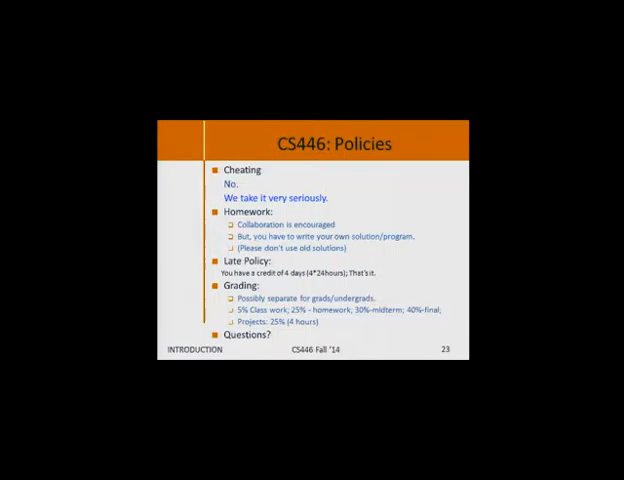 CS446: Policies
Cheating
No.
We take it very seriously.
Homework:
Collaboration is encouraged
But, you have to write your own solution/program.
(Please don't use old solutions)
Late Policy:
You have a credit of 4 days (4*24hours); That's it.
Grading:
Possibly separate for grads/undergrads.
5% Class work; 25% - homework; 30%-midterm; 40%-final;
Projects: 25% (4 hours)
Questions?
INTRODUCTION CS446 Fall '14 23